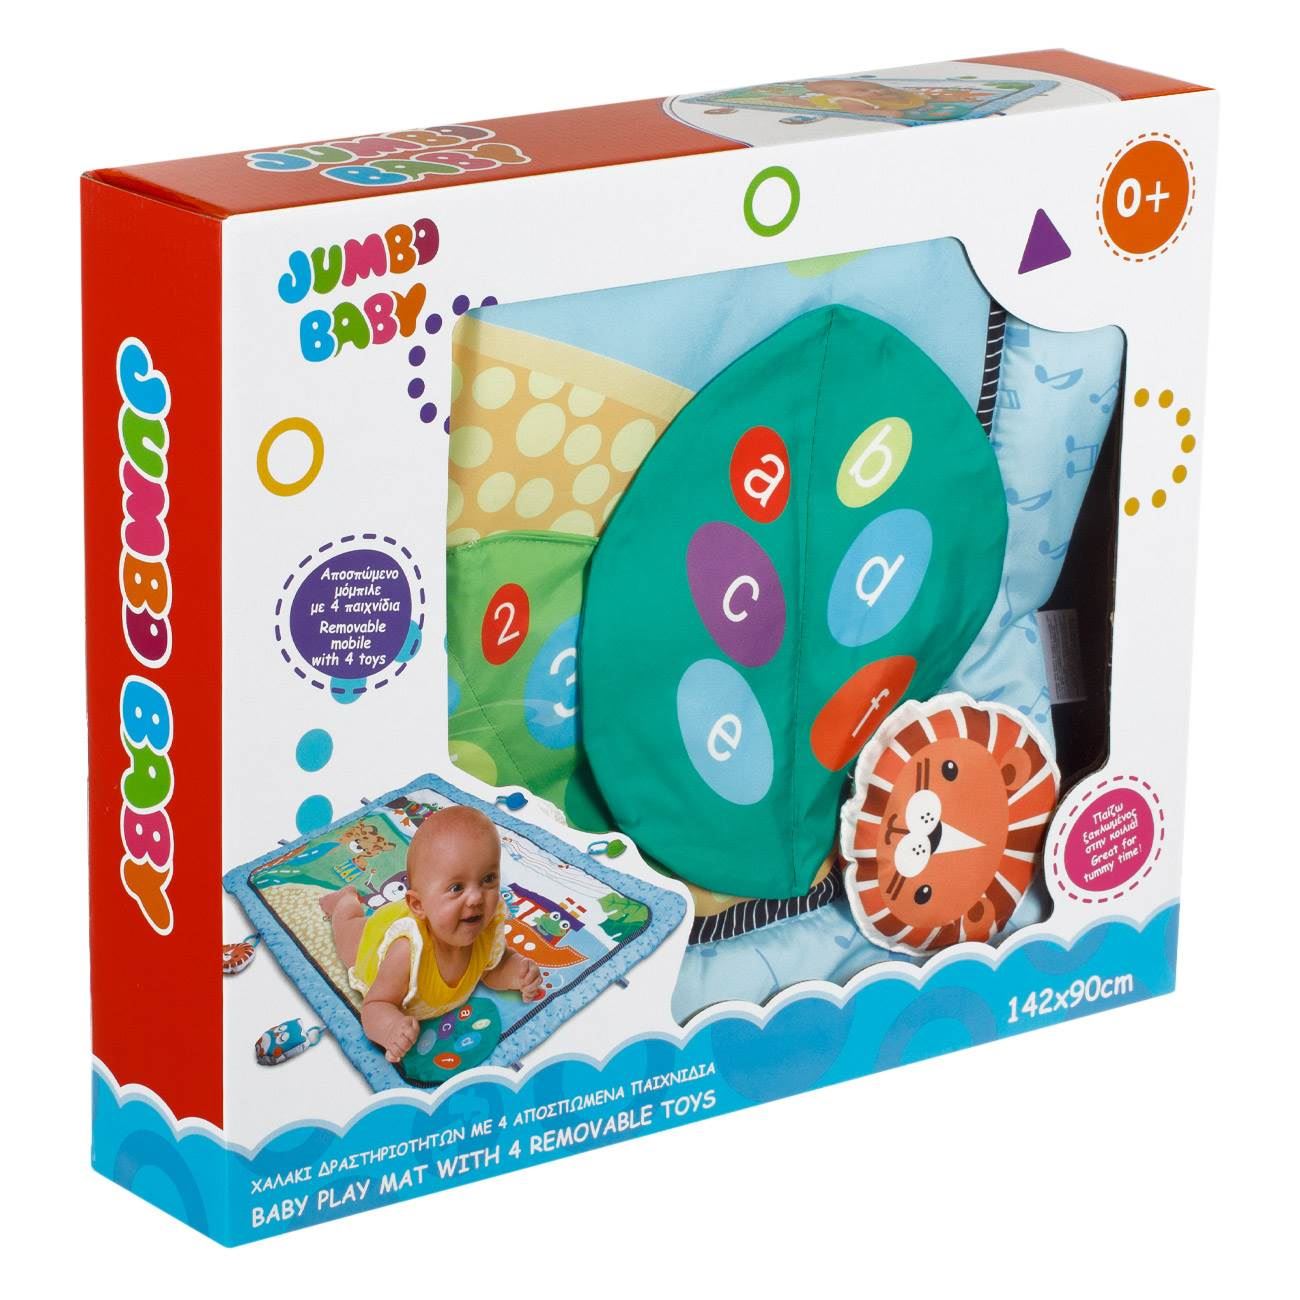 JUMBO
BABY
0+
JUMBO
BABY
JUMBO BABY
a
b
c
d
e
f
2
3
Αποσπώμενο
μόμπιλε
με 4 παιχνίδια
Removable
mobile
with 4 toys
Παίζω
ξαπλωμένος
στην κοιλιά!
Great for
tummy time!
a
c
d
f
142x90cm
ΧΑΛΑΚΙ ΔΡΑΣΤΗΡΙΟΤΗΤΩΝ ΜΕ 4 ΑΠΟΣΠΩΜΕΝΑ ΠΑΙΧΝΙΔΙΑ
BABY PLAY MAT WITH 4 REMOVABLE TOYS